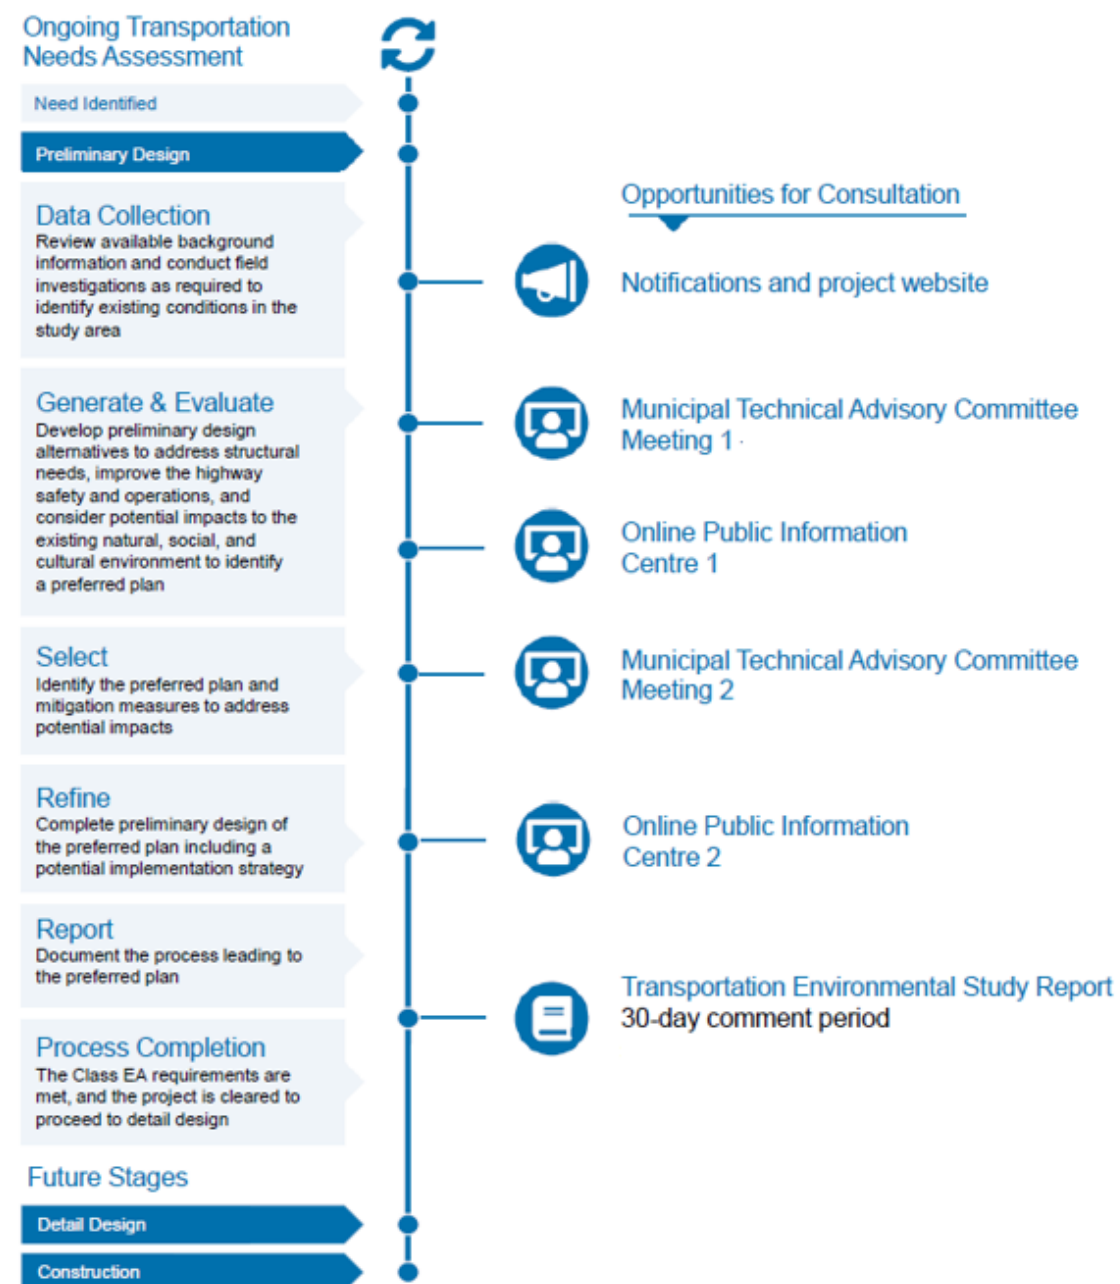 Ongoing Transportation
Needs Assessment
Need Identified
Preliminary Design
Data Collection
Review available background
information and conduct field
investigations as required to
identify existing conditions in the
study area
Generate & Evaluate
Develop preliminary design
alternatives to address structural
needs, improve the highway
safety and operations, and
consider potential impacts to the
existing natural, social, and
cultural environment to identify
a preferred plan
Select
Identify the preferred plan and
mitigation measures to address
potential impacts
Refine
Complete preliminary design of
the preferred plan including a
potential implementation strategy
Report
Document the process leading to
the preferred plan
Process Completion
The Class EA requirements are
met, and the project is cleared to
proceed to detail design
Future Stages
Detail Design
Construction
Opportunities for Consultation
Notifications and project website
Municipal Technical Advisory Committee
Meeting 1
Online Public Information
Centre 1
Municipal Technical Advisory Committee
Meeting 2
Online Public Information
Centre 2
Transportation Environmental Study Report
30-day comment period